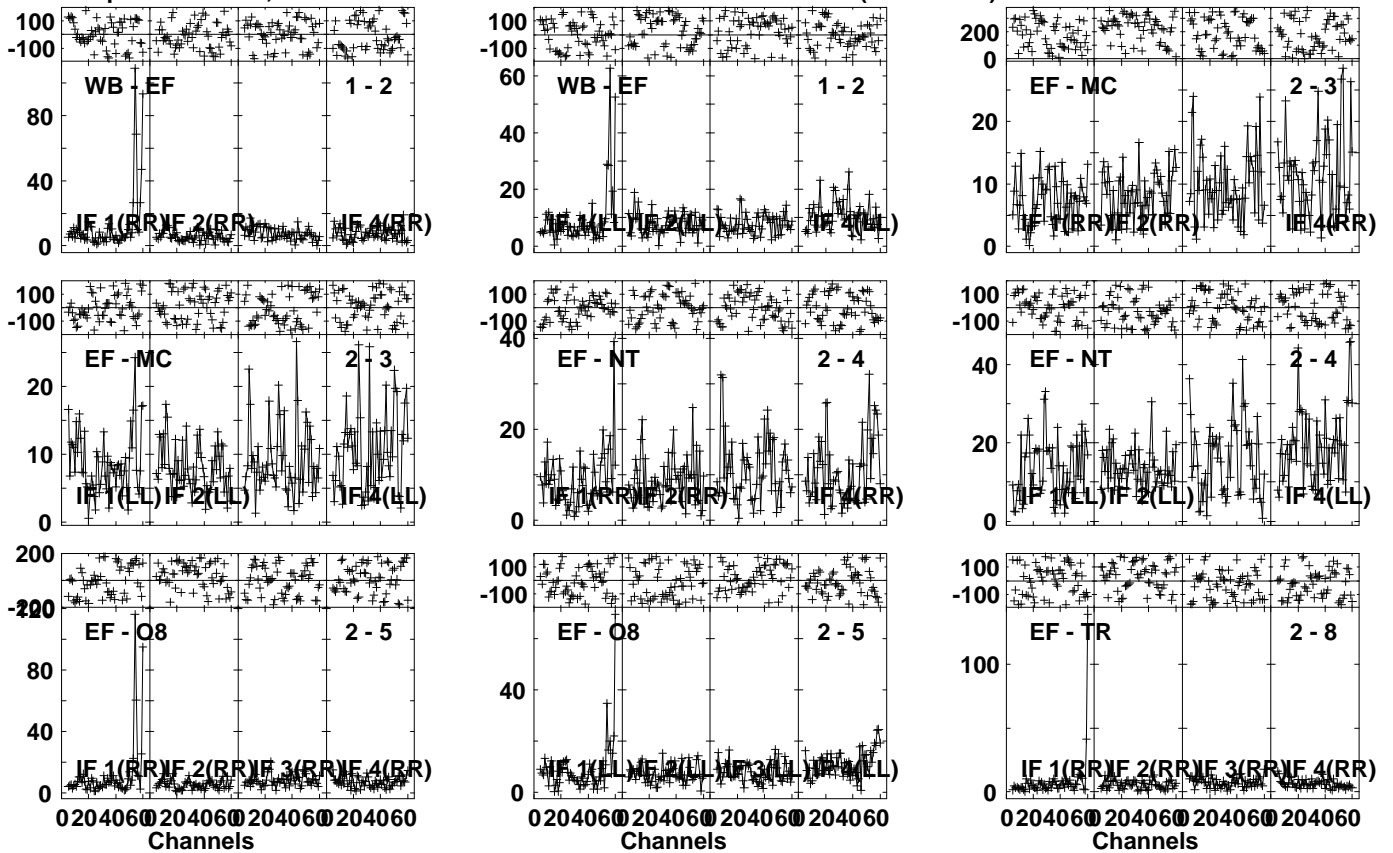 100
-100
WB - EF 1 - 2
80
40
0
IF 1(RR) IF 2(RR) IF 4(RR)
100
-100
WB - EF 1 - 2
60
40
20
0
IF 1(LL) IF 2(LL) IF 4(LL)
200
0
EF - MC 2 - 3
20
10
0
IF 1(RR) IF 2(RR) IF 4(RR)
100
-100
EF - MC 2 - 3
20
10
0
IF 1(LL) IF 2(LL) IF 4(LL)
100
-100
40
EF - NT 2 - 4
20
0
IF 1(RR) IF 2(RR) IF 4(RR)
100
-100
EF - NT 2 - 4
40
20
0
IF 1(LL) IF 2(LL) IF 4(LL)
200
-200
EF - O8 2 - 5
80
40
0
IF 1(RR) IF 2(RR) IF 3(RR) IF 4(RR)
0 20 40 60 0 20 40 60 0 20 40 60 0 20 40 60
Channels
100
-100
EF - O8 2 - 5
40
0
IF 1(LL) IF 2(LL) IF 3(LL) IF 4(LL)
0 20 40 60 0 20 40 60 0 20 40 60 0 20 40 60
Channels
100
-100
EF - TR 2 - 8
100
0
IF 1(RR) IF 2(RR) IF 3(RR) IF 4(RR)
0 20 40 60 0 20 40 60 0 20 40 60 0 20 40 60
Channels